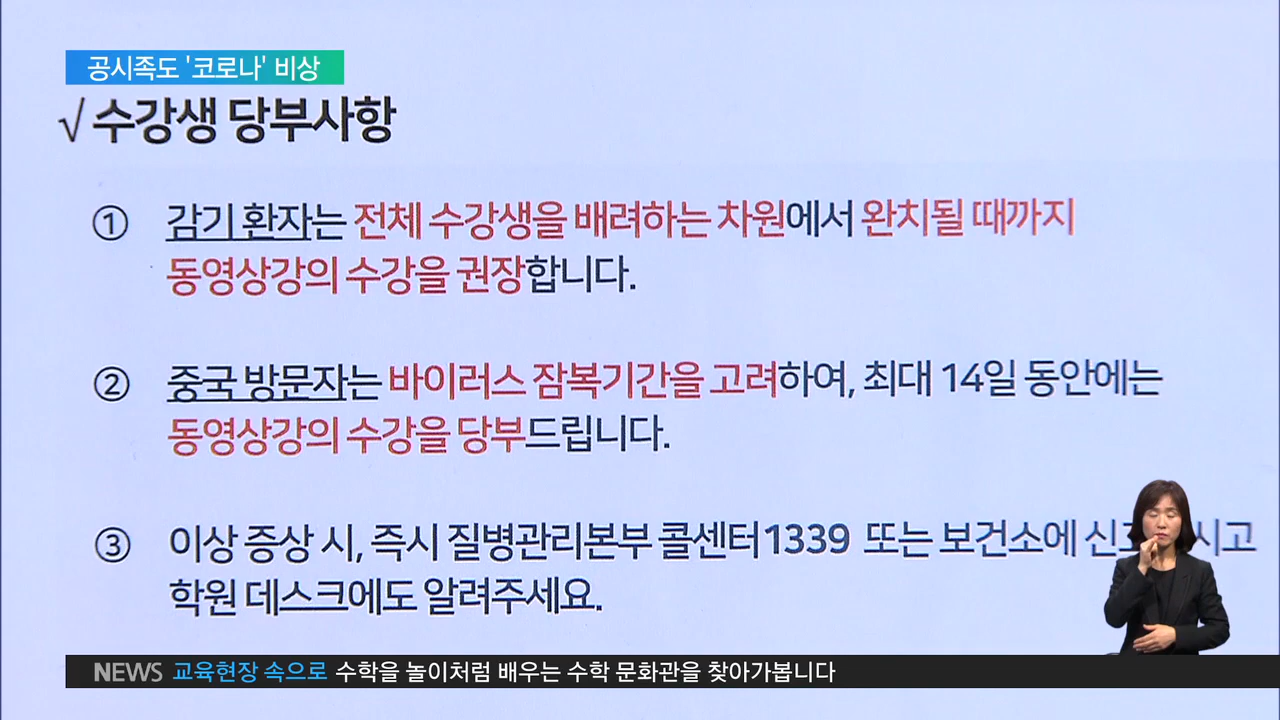 공시족도 '코로나' 비상
√ 수강생 당부사항
① 감기 환자는 전체 수강생을 배려하는 차원에서 완치될 때까지
동영상강의 수강을 권장합니다.
② 중국 방문자는 바이러스 잠복기간을 고려하여, 최대 14일 동안에는
동영상강의 수강을 당부드립니다.
③ 이상 증상 시, 즉시 질병관리본부 콜센터 1339 또는 보건소에 시고
학원 데스크에도 알려주세요.
NEWS 교육현장 속으로 수학을 놀이처럼 배우는 수학 문화관을 찾아가봅니다